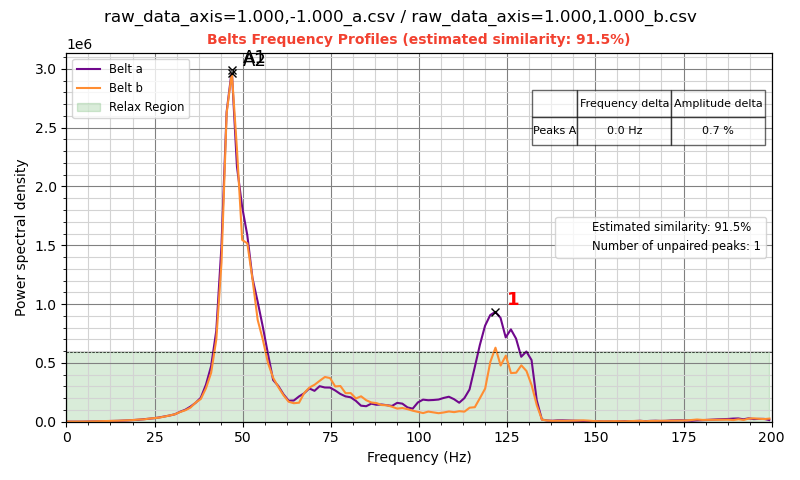 raw_data_axis=1.000,-1.000_a.csv / raw_data_axis=1.000,1.000_b.csv
Belts Frequency Profiles (estimated similarity: 91.5%)
1e6
A1
A2
Belt a
Belt b
Relax Region
Frequency delta Amplitude delta
Peaks A 0.0 Hz 0.7 %
Estimated similarity: 91.5%
Number of unpaired peaks: 1
1
3.0
2.5
2.0
1.5
1.0
0.5
0.0
Power spectral density
0 25 50 75 100 125 150 175 200
Frequency (Hz)